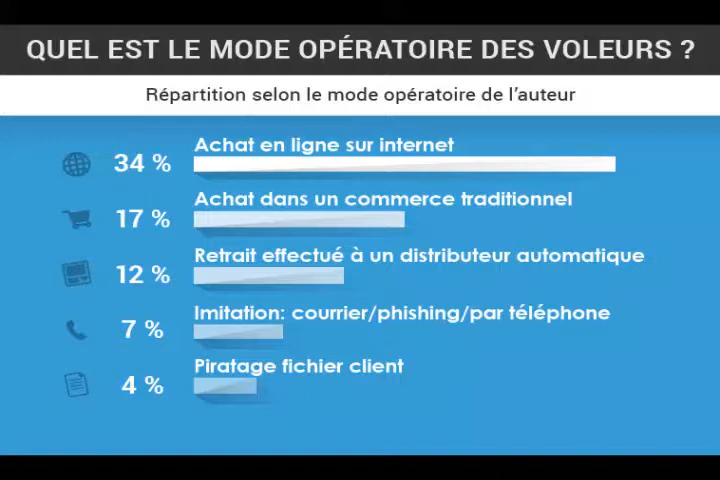 QUEL EST LE MODE OPÉRATOIRE DES VOLEURS ?
Répartition selon le mode opératoire de l'auteur
Achat en ligne sur internet
34 %
Achat dans un commerce traditionnel
17 %
Retrait effectué à un distributeur automatique
12 %
Imitation: courrier/phishing/par téléphone
7 %
Piratage fichier client
4 %